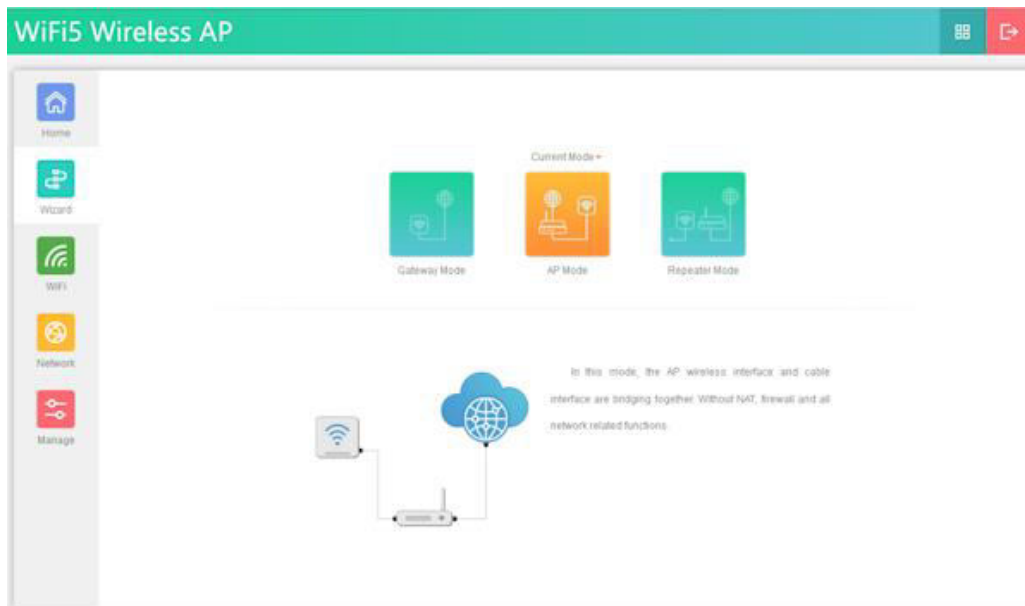 WiFi5 Wireless AP
Home
Wizard
WiFi
Network
Manage
Current Mode
Gateway Mode
AP Mode
Repeater Mode
In this mode, the AP wireless interface and cable
interface are bridging together. Without NAT, firewall and all
network related functions.